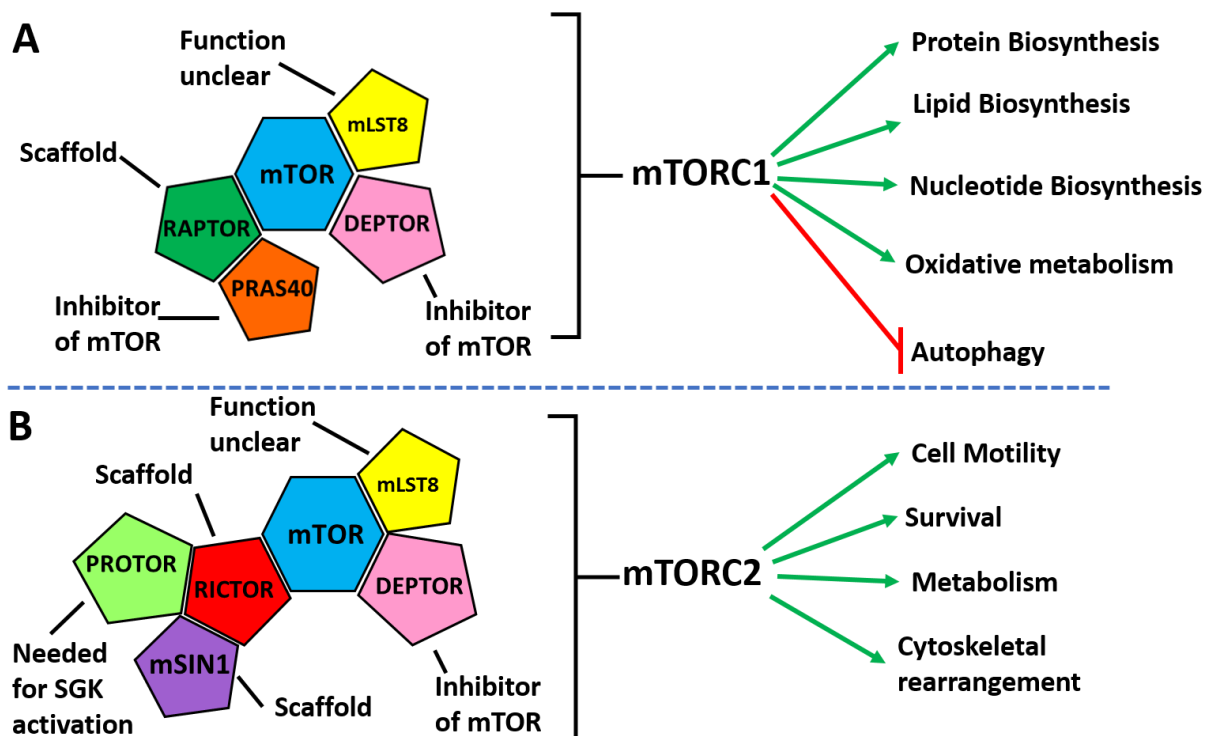 A
Function
unclear
mLST8
Scaffold
mTOR
RAPTOR
DEPTOR
PRAS40
Inhibitor
of mTOR
Inhibitor
of mTOR
mTORC1
Protein Biosynthesis
Lipid Biosynthesis
Nucleotide Biosynthesis
Oxidative metabolism
Autophagy
B
Function
unclear
Scaffold
mLST8
mTOR
PROTOR
RICTOR
DEPTOR
mSIN1
Needed
for SGK
activation
Scaffold
Inhibitor
of mTOR
mTORC2
Cell Motility
Survival
Metabolism
Cytoskeletal
rearrangement